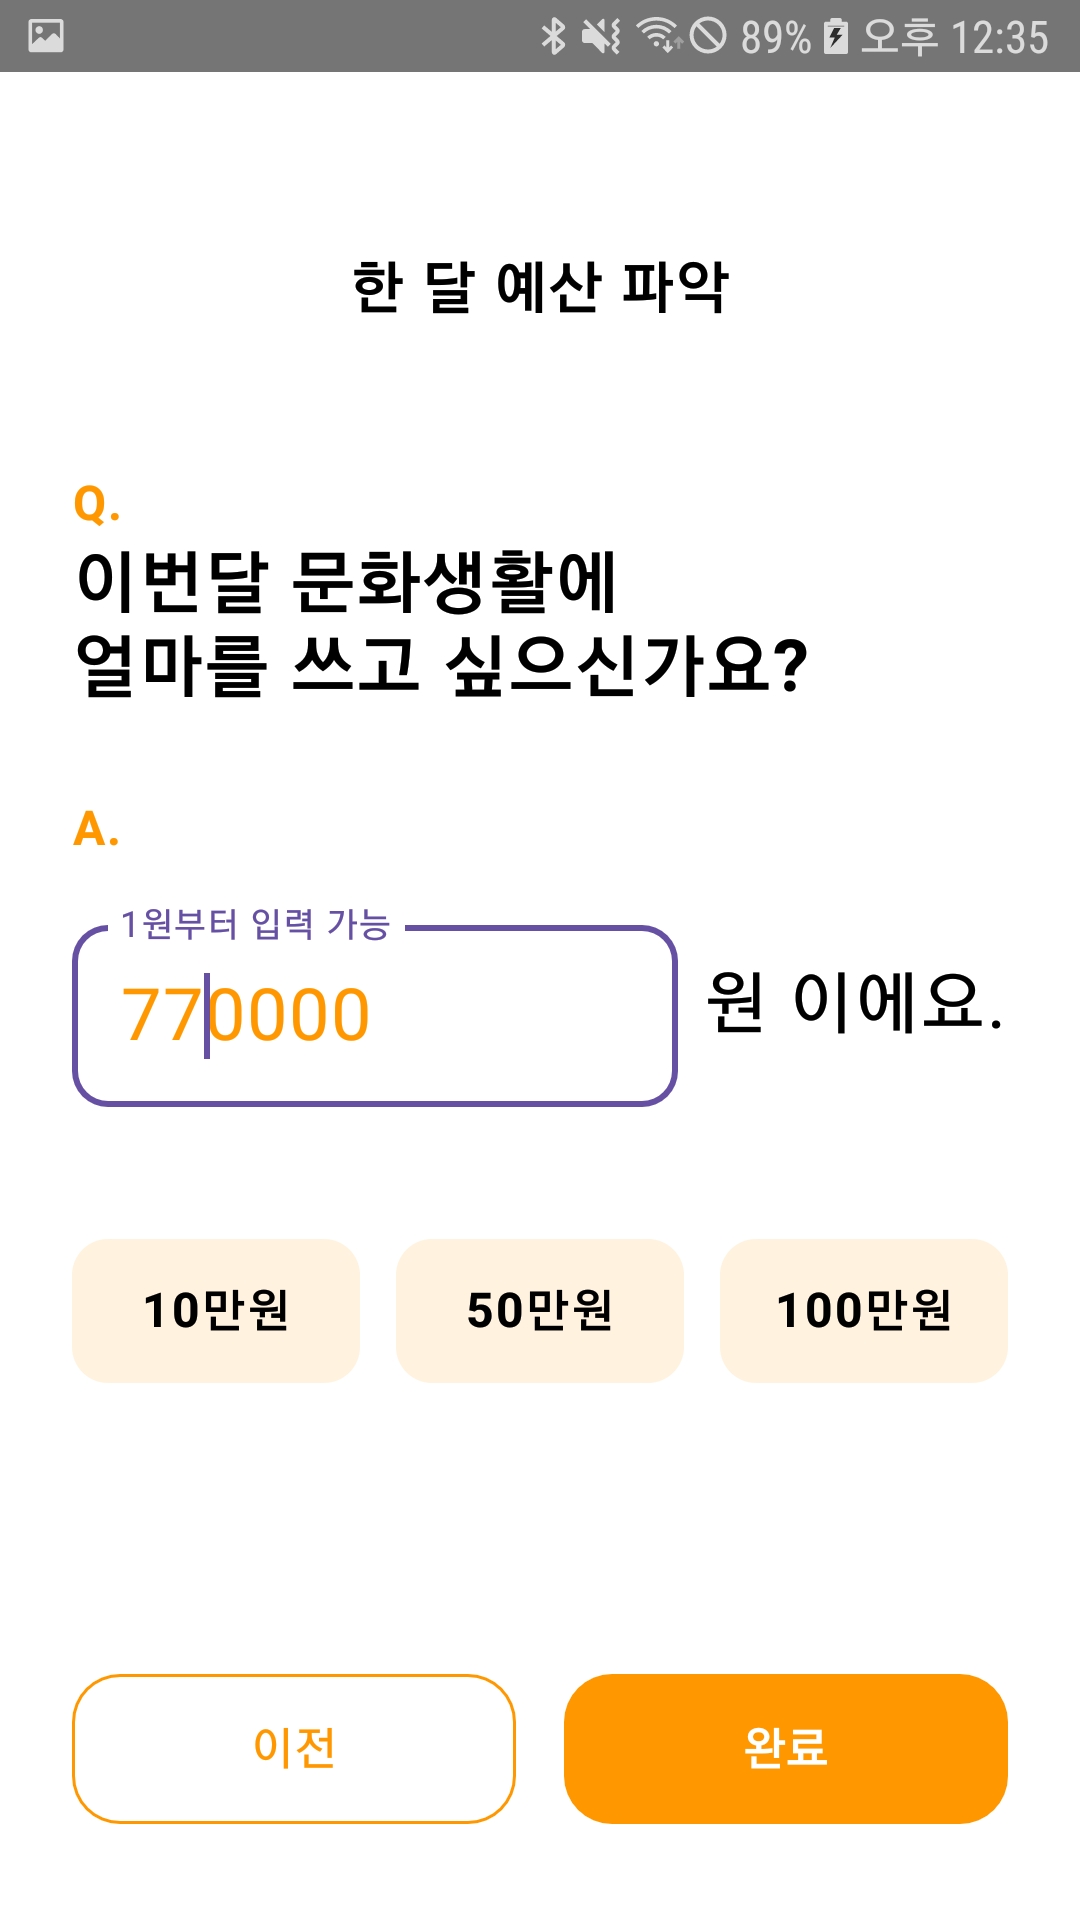 89% 오후 12:35
한 달 예산 파악
Q.
이번달 문화생활에
얼마를 쓰고 싶으신가요?
A.
1원부터 입력 가능
770000
원 이에요.
10만원 50만원 100만원
이전 완료